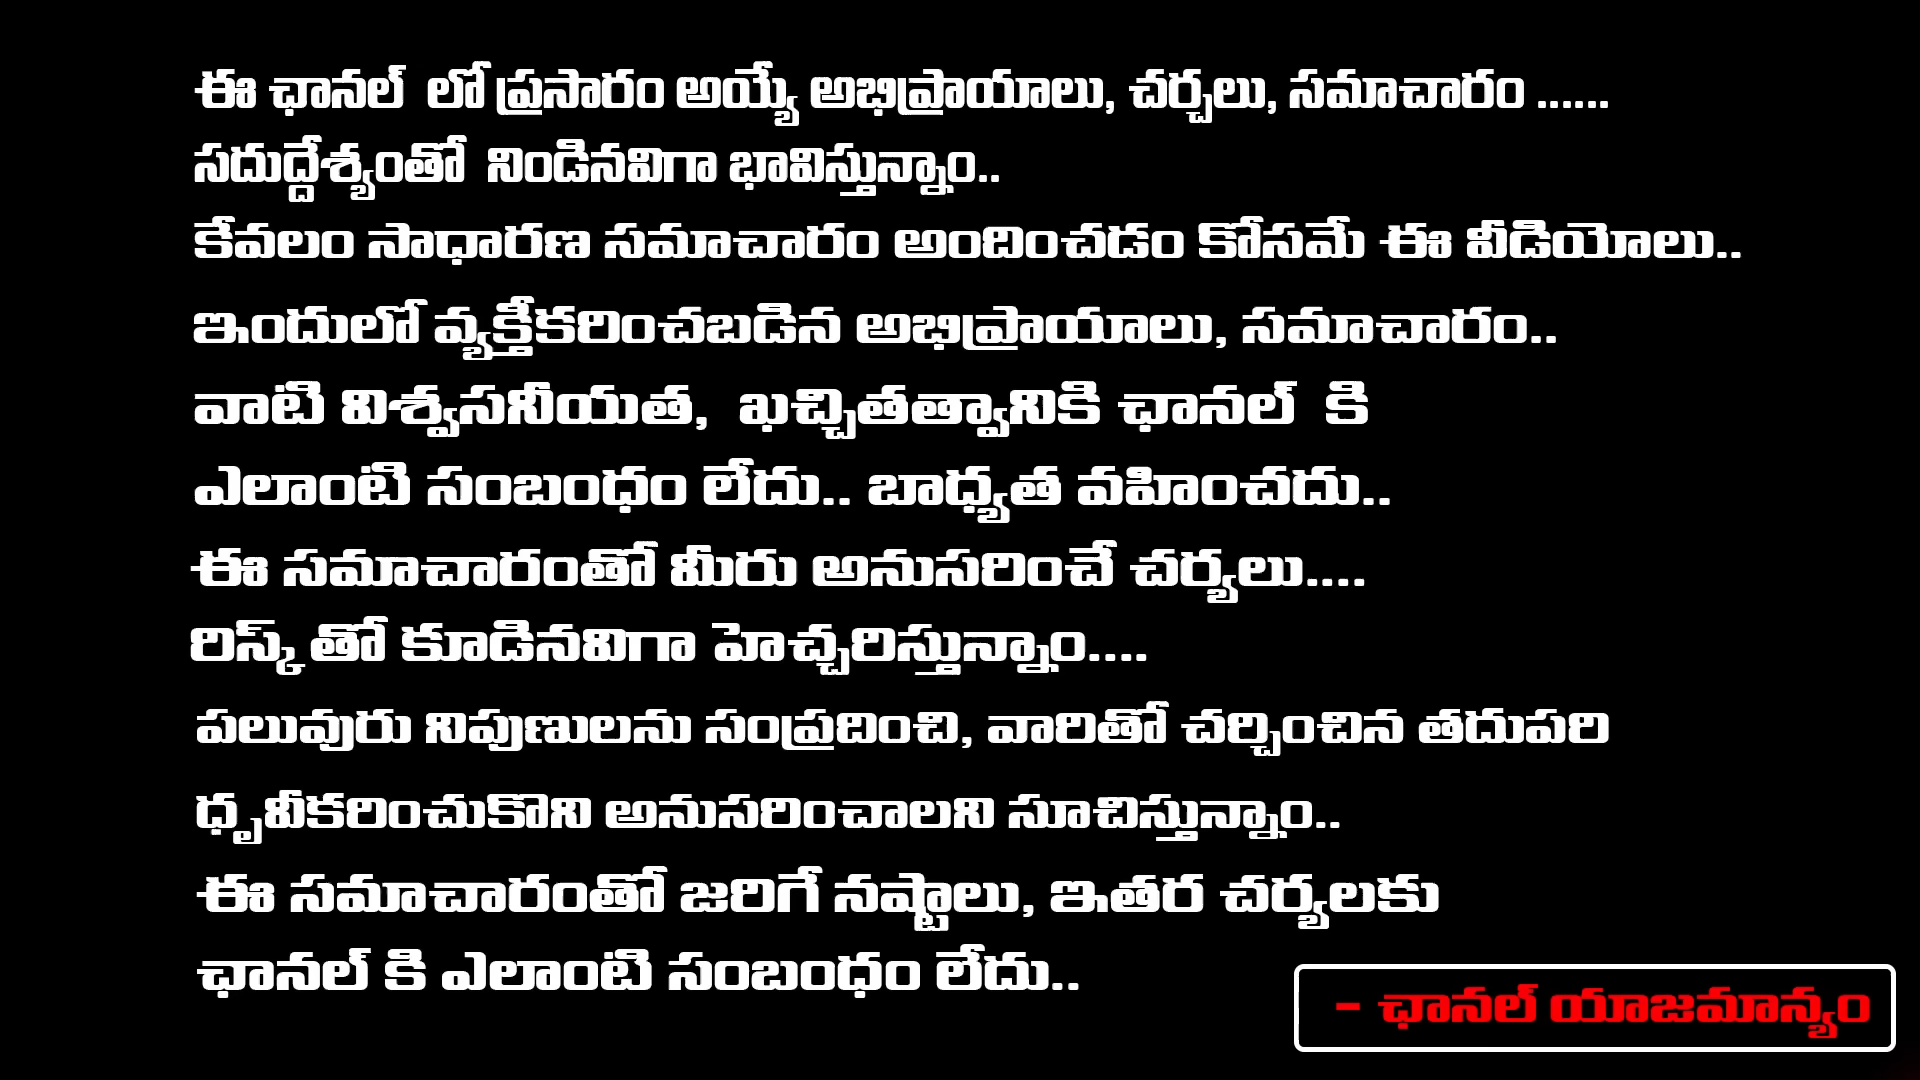 ఈ ఛానల్ లో ప్రసారం అయ్యే అభిప్రాయాలు, చర్చలు, సమాచారం ......
సదుద్దేశ్యంతో నిండినవిగా భావిస్తున్నాం..
కేవలం సాధారణ సమాచారం అందించడం కోసమే ఈ వీడియోలు..
ఇందులో వ్యక్తీకరించబడిన అభిప్రాయాలు, సమాచారం..
వాటి విశ్వసనీయత, ఖచ్చితత్వానికి ఛానల్ కి
ఎలాంటి సంబంధం లేదు.. బాధ్యత వహించదు..
ఈ సమాచారంతో మీరు అనుసరించే చర్యలు....
రిస్క్ తో కూడినవిగా హెచ్చరిస్తున్నాం....
పలువురు నిపుణులను సంప్రదించి, వారితో చర్చించిన తదుపరి
ధృవీకరించుకొని అనుసరించాలని సూచిస్తున్నాం..
ఈ సమాచారంతో జరిగే నష్టాలు, ఇతర చర్యలకు
ఛానల్ కి ఎలాంటి సంబంధం లేదు..
- ఛానల్ యాజమాన్యం